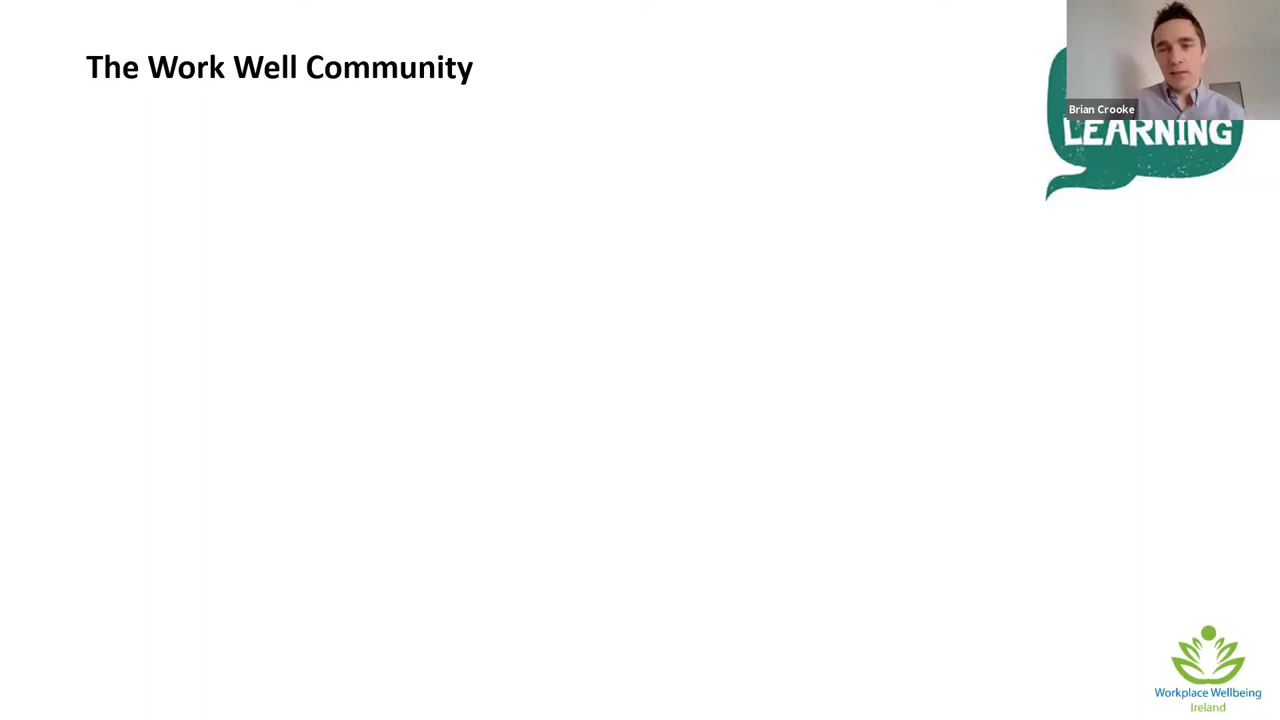 The Work Well Community
Brian Crooke
LEARNING
Workplace Wellbeing
Ireland